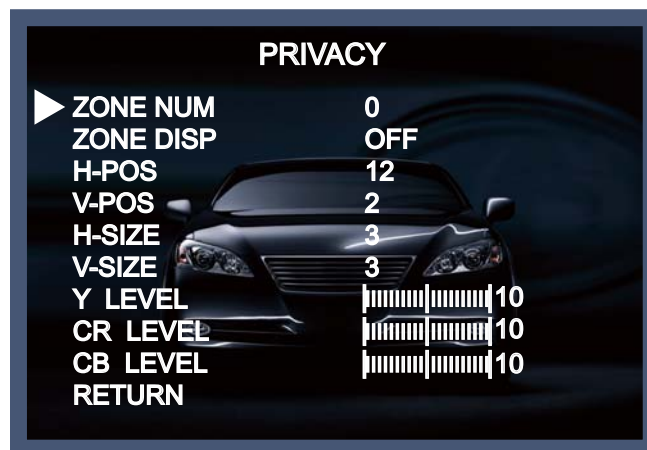 PRIVACY
ZONE NUM 0
ZONE DISP OFF
H-POS 12
V-POS 2
H-SIZE 3
V-SIZE 3
Y LEVEL 10
CR LEVEL 10
CB LEVEL 10
RETURN